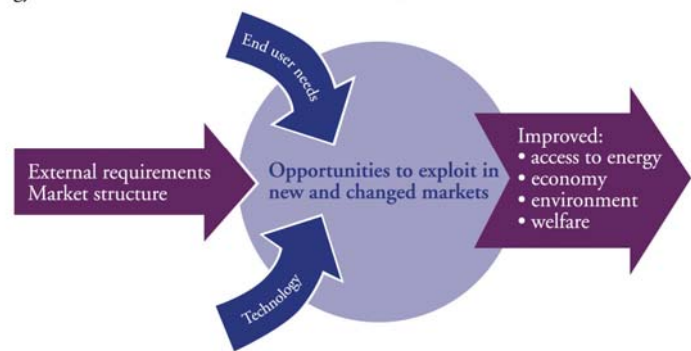 End user needs
External requirements
Market structure
Opportunities to exploit in
new and changed markets
Technology
Improved:
• access to energy
• economy
• environment
• welfare